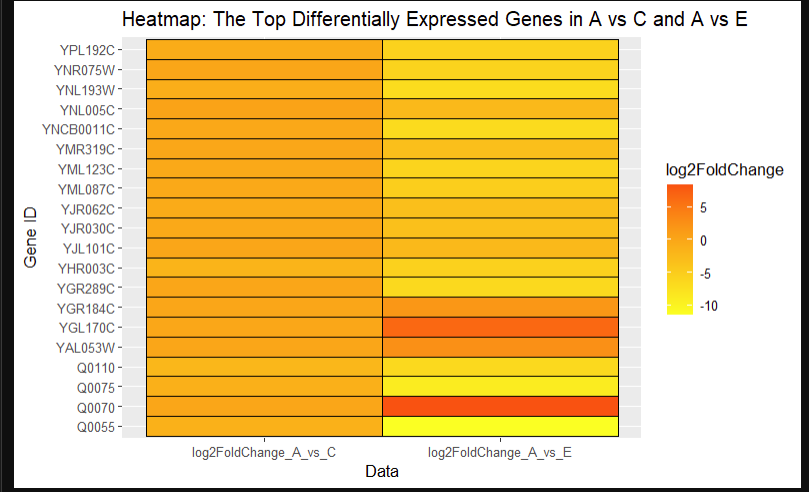 Heatmap: The Top Differentially Expressed Genes in A vs C and A vs E
Gene ID
YPL192C
YNR075W
YNL193W
YNL005C
YNCB0011C
YMR319C
YML123C
YML087C
YJR062C
YJR030C
YJL101C
YHR003C
YGR289C
YGR184C
YGL170C
YAL053W
Q0110
Q0075
Q0070
Q0055
log2FoldChange_A_vs_C
log2FoldChange_A_vs_E
Data
log2FoldChange
5
0
-5
-10